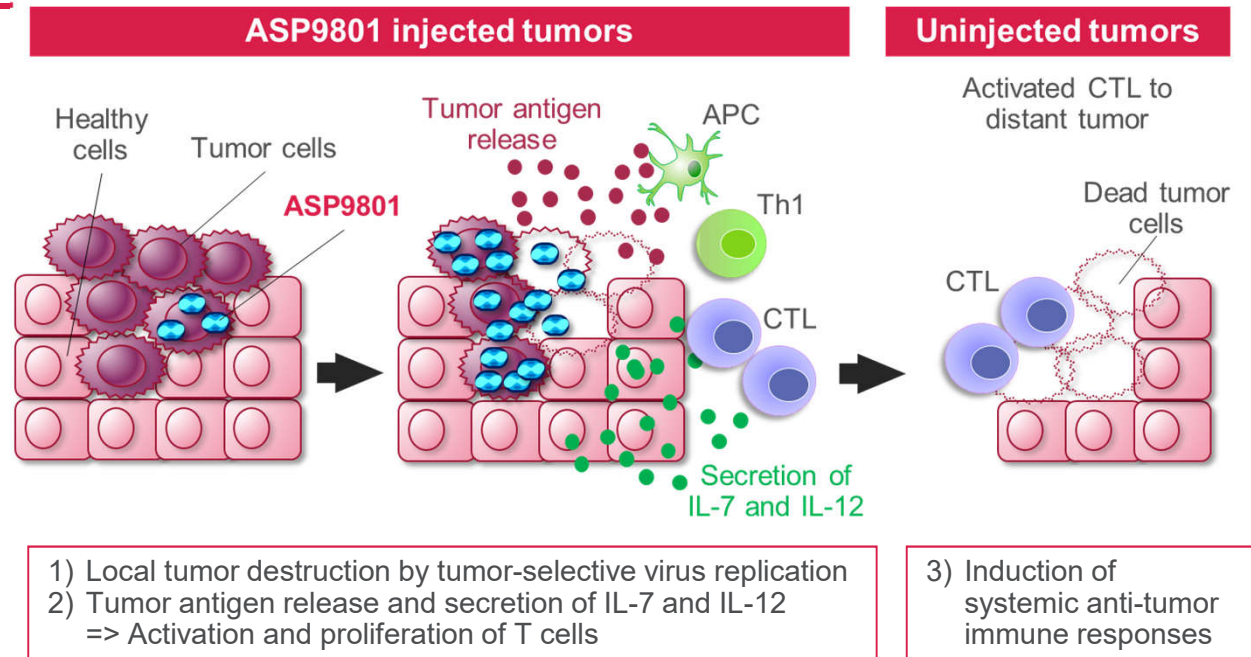 ASP9801 injected tumors
Healthy
cells
Tumor cells
ASP9801
Tumor antigen
release
APC
Th1
CTL
Secretion of
IL-7 and IL-12
Uninjected tumors
Activated CTL to
distant tumor
Dead tumor
cells
CTL
1) Local tumor destruction by tumor-selective virus replication
2) Tumor antigen release and secretion of IL-7 and IL-12
=> Activation and proliferation of T cells
3) Induction of
systemic anti-tumor
immune responses